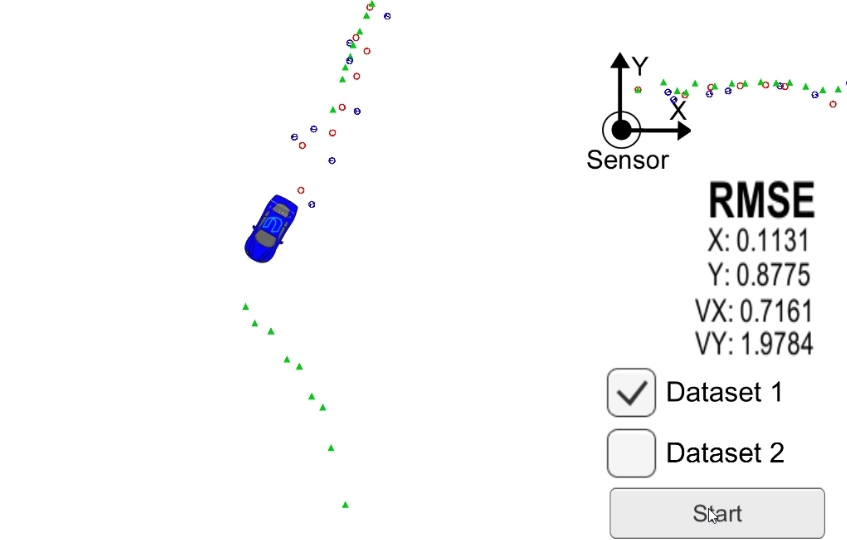 Y
X
Sensor
RMSE
X: 0.1131
Y: 0.8775
VX: 0.7161
VY: 1.9784
Dataset 1
Dataset 2
Start